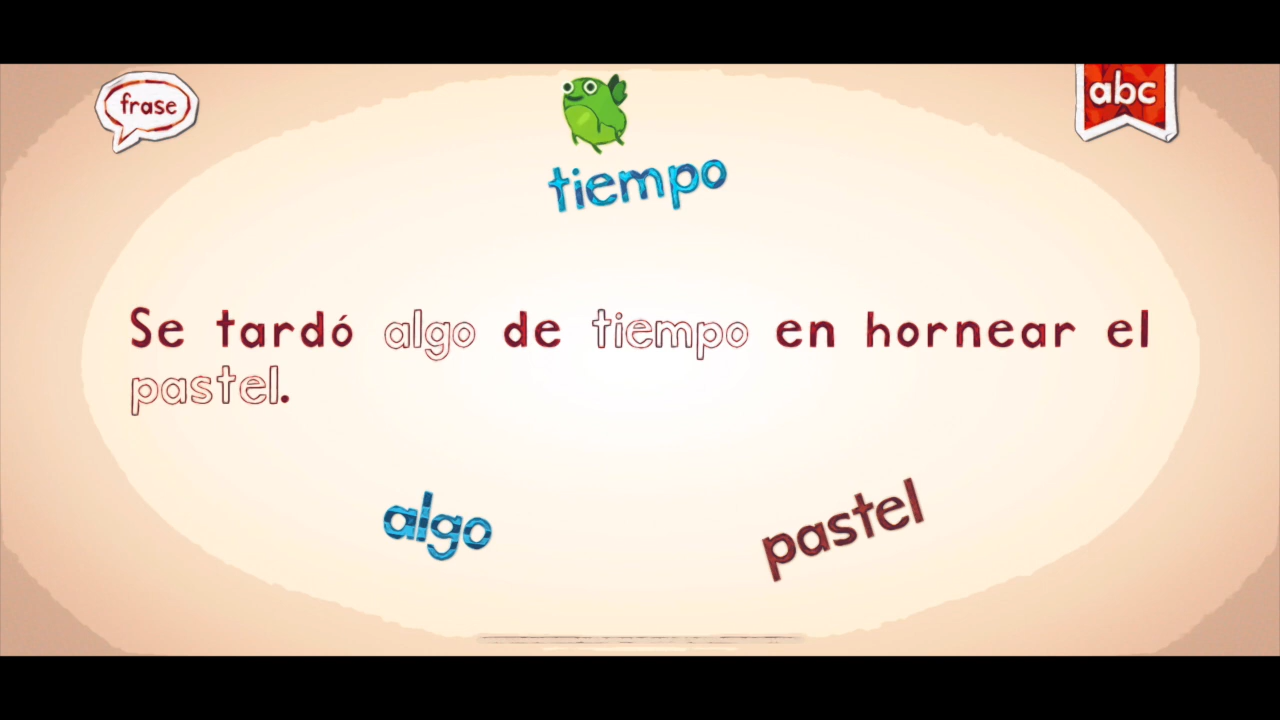 frase
abc
tiempo
Se tardó algo de tiempo en hornear el
pastel.
algo
pastel